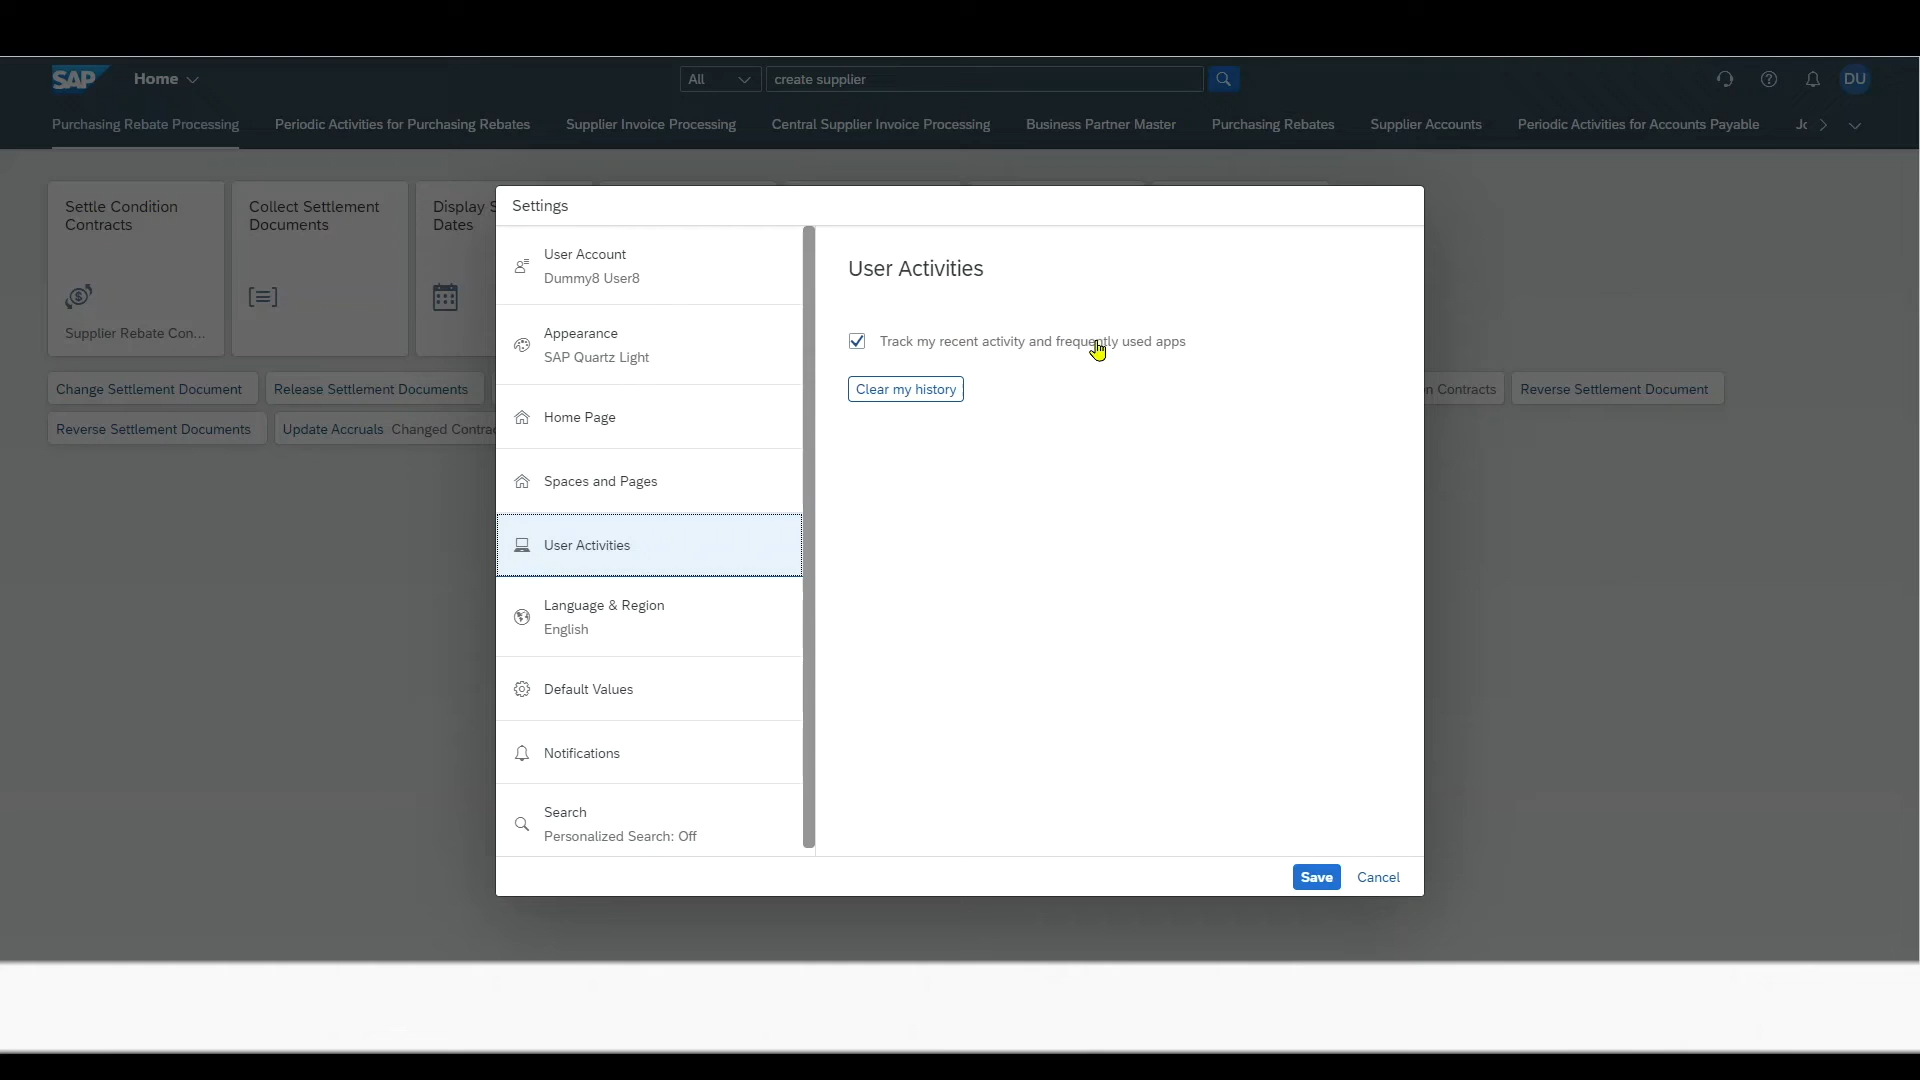 SAP Home
All create supplier
DU
Purchasing Rebate Processing Periodic Activities for Purchasing Rebates Supplier Invoice Processing Central Supplier Invoice Processing Business Partner Master Purchasing Rebates Supplier Accounts Periodic Activities for Accounts Payable
Settle Condition
Contracts
Supplier Rebate Con...
Collect Settlement
Documents
Display
Dates
Change Settlement Document Release Settlement Documents
Contracts Reverse Settlement Document
Reverse Settlement Documents Update Accruals Changed
Settings
User Account
Dummy8 User8
Appearance
SAP Quartz Light
Home Page
Spaces and Pages
User Activities
Language & Region
English
Default Values
Notifications
Search
Personalized Search: Off
User Activities
Track my recent activity and frequently used apps
Clear my history
Save Cancel